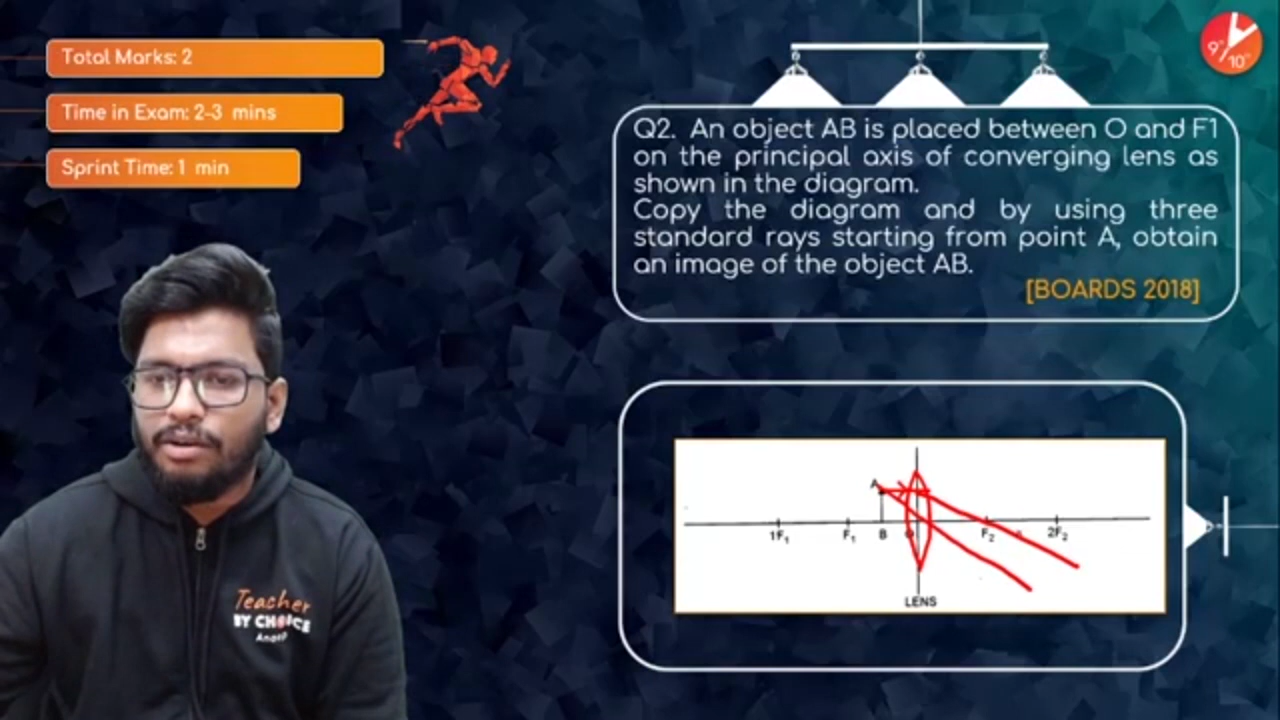 Total Marks: 2
Time in Exam: 2-3 mins
Sprint Time: 1 min
9th/10th
Q2. An object AB is placed between O and F1
on the principal axis of converging lens as
shown in the diagram.
Copy the diagram and by using three
standard rays starting from point A, obtain
an image of the object AB.
[BOARDS 2018]
A
1F₁ F₁ B F₂ 2F₂
LENS
Teacher
BY CHOICE